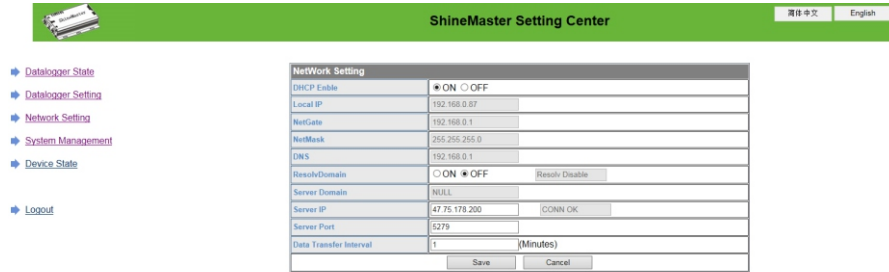 ShineMaster
ShineMaster Setting Center
简体中文 English
Datalogger State
Datalogger Setting
Network Setting
System Management
Device State
Logout
NetWork Setting
DHCP Enble ON OFF
Local IP 192.168.0.87
NetGate 192.168.0.1
NetMask 255.255.255.0
DNS 192.168.0.1
ResolvDomain ON OFF Resolv Disable
Server Domain NULL
Server IP 47.75.178.200 CONN OK
Server Port 5279
Data Transfer Interval 1 (Minutes)
Save Cancel